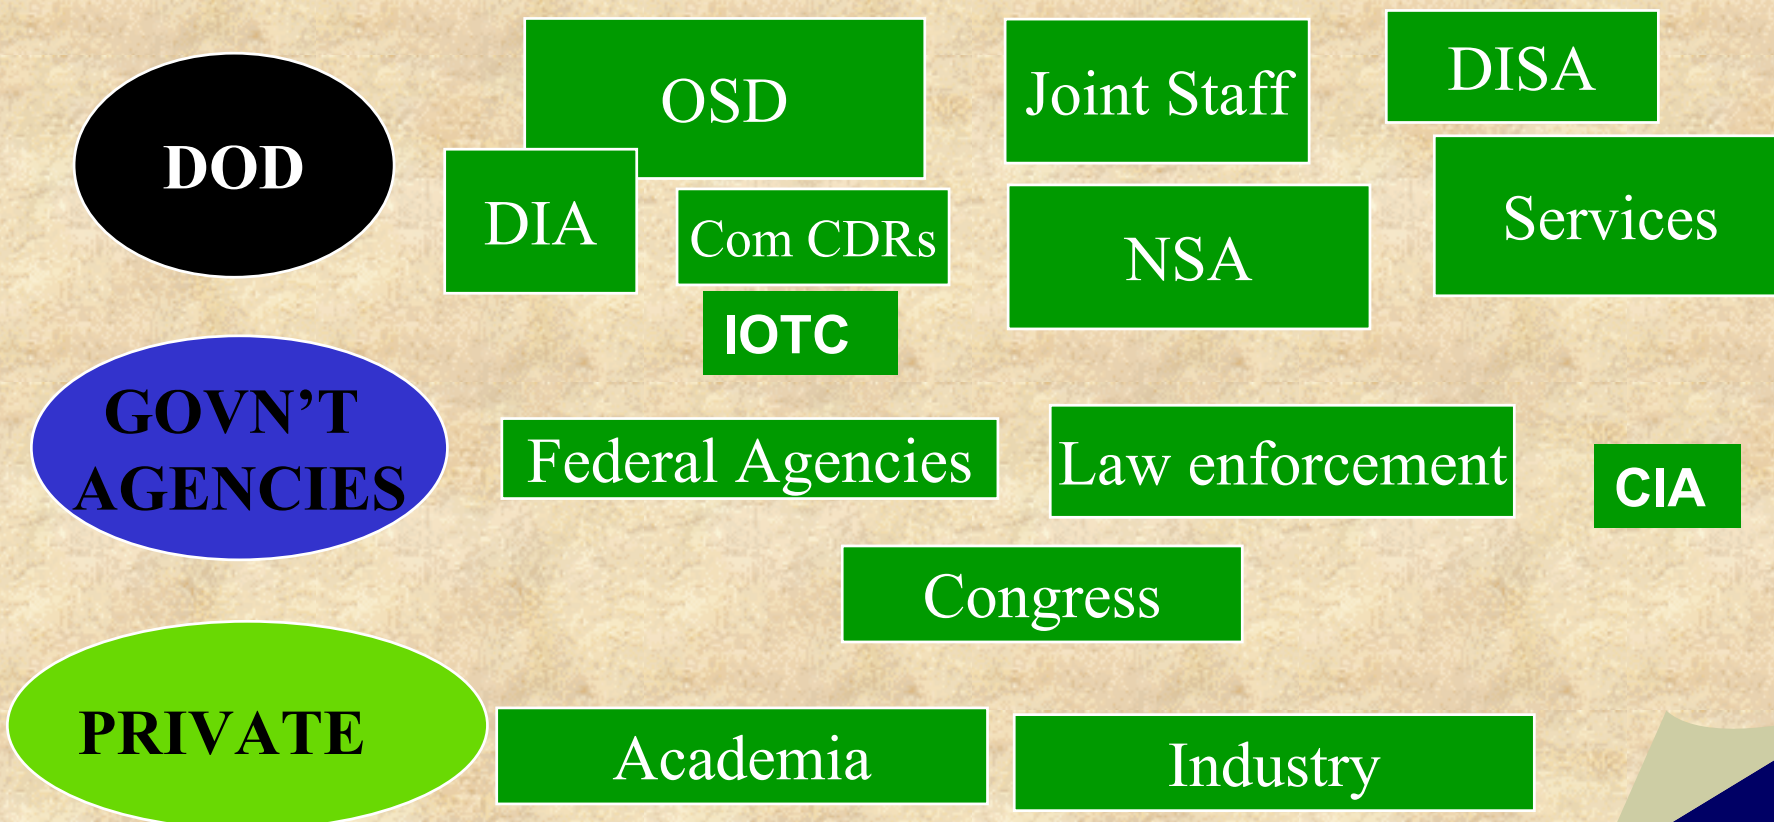 DOD
OSD
Joint Staff
DISA
DIA
Com CDRs
NSA
Services
IOTC
GOVN’T
AGENCIES
Federal Agencies
Law enforcement
CIA
Congress
PRIVATE
Academia
Industry